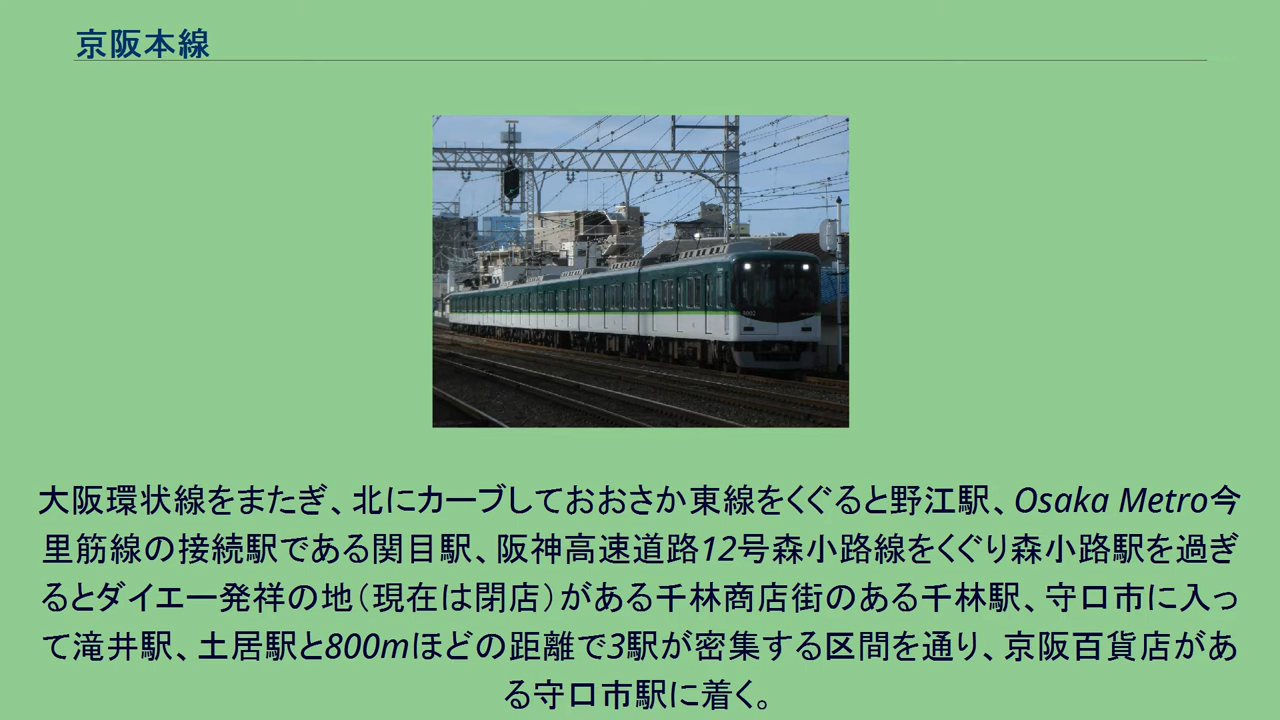 京阪本線
大阪環状線をまたぎ、北にカーブしておおさか東線をくぐると野江駅、Osaka Metro今
里筋線の接続駅である関目駅、阪神高速道路12号森小路線をくぐり森小路駅を過ぎ
るとダイエー発祥の地（現在は閉店）がある千林商店街のある千林駅、守口市に入っ
て滝井駅、土居駅と800mほどの距離で3駅が密集する区間を通り、京阪百貨店があ
る守口市駅に着く。